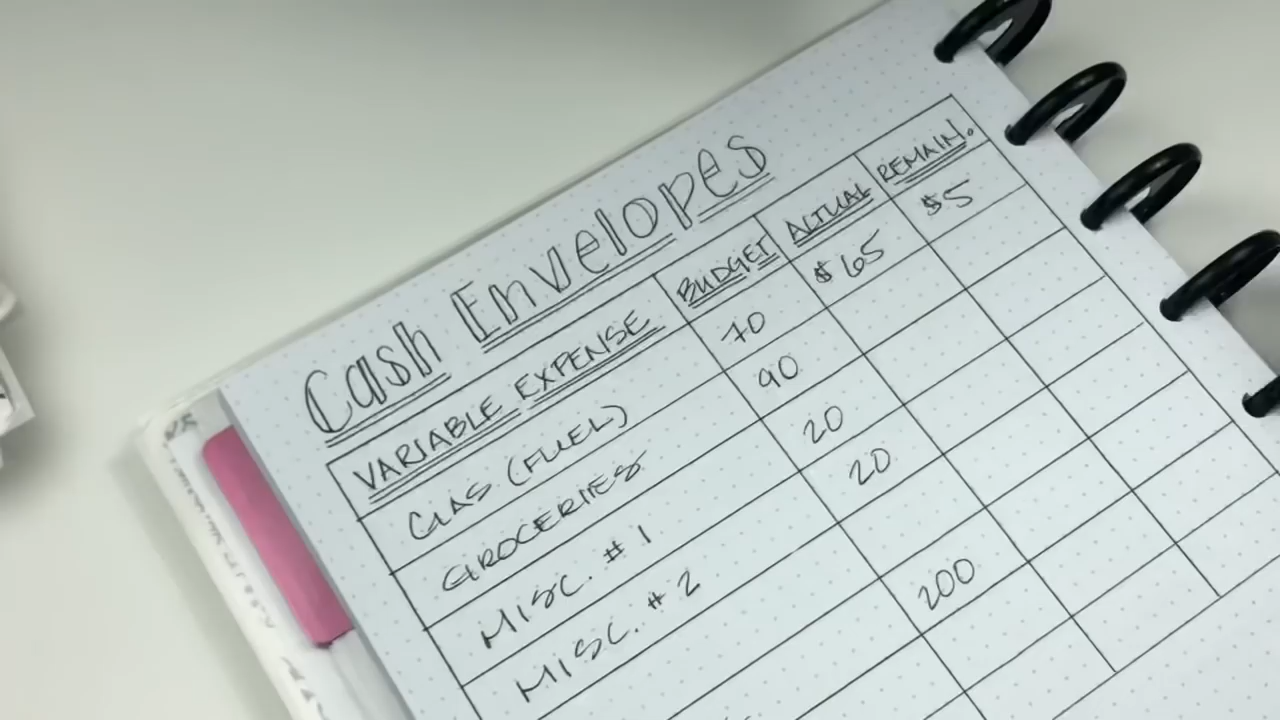 Cash Envelopes
VARIABLE EXPENSE BUDGET ACTUAL REMAIN.
GAS (FUEL) 70 $65 $5
GROCERIES 90
MISC. #1 20
MISC. #2 20
200